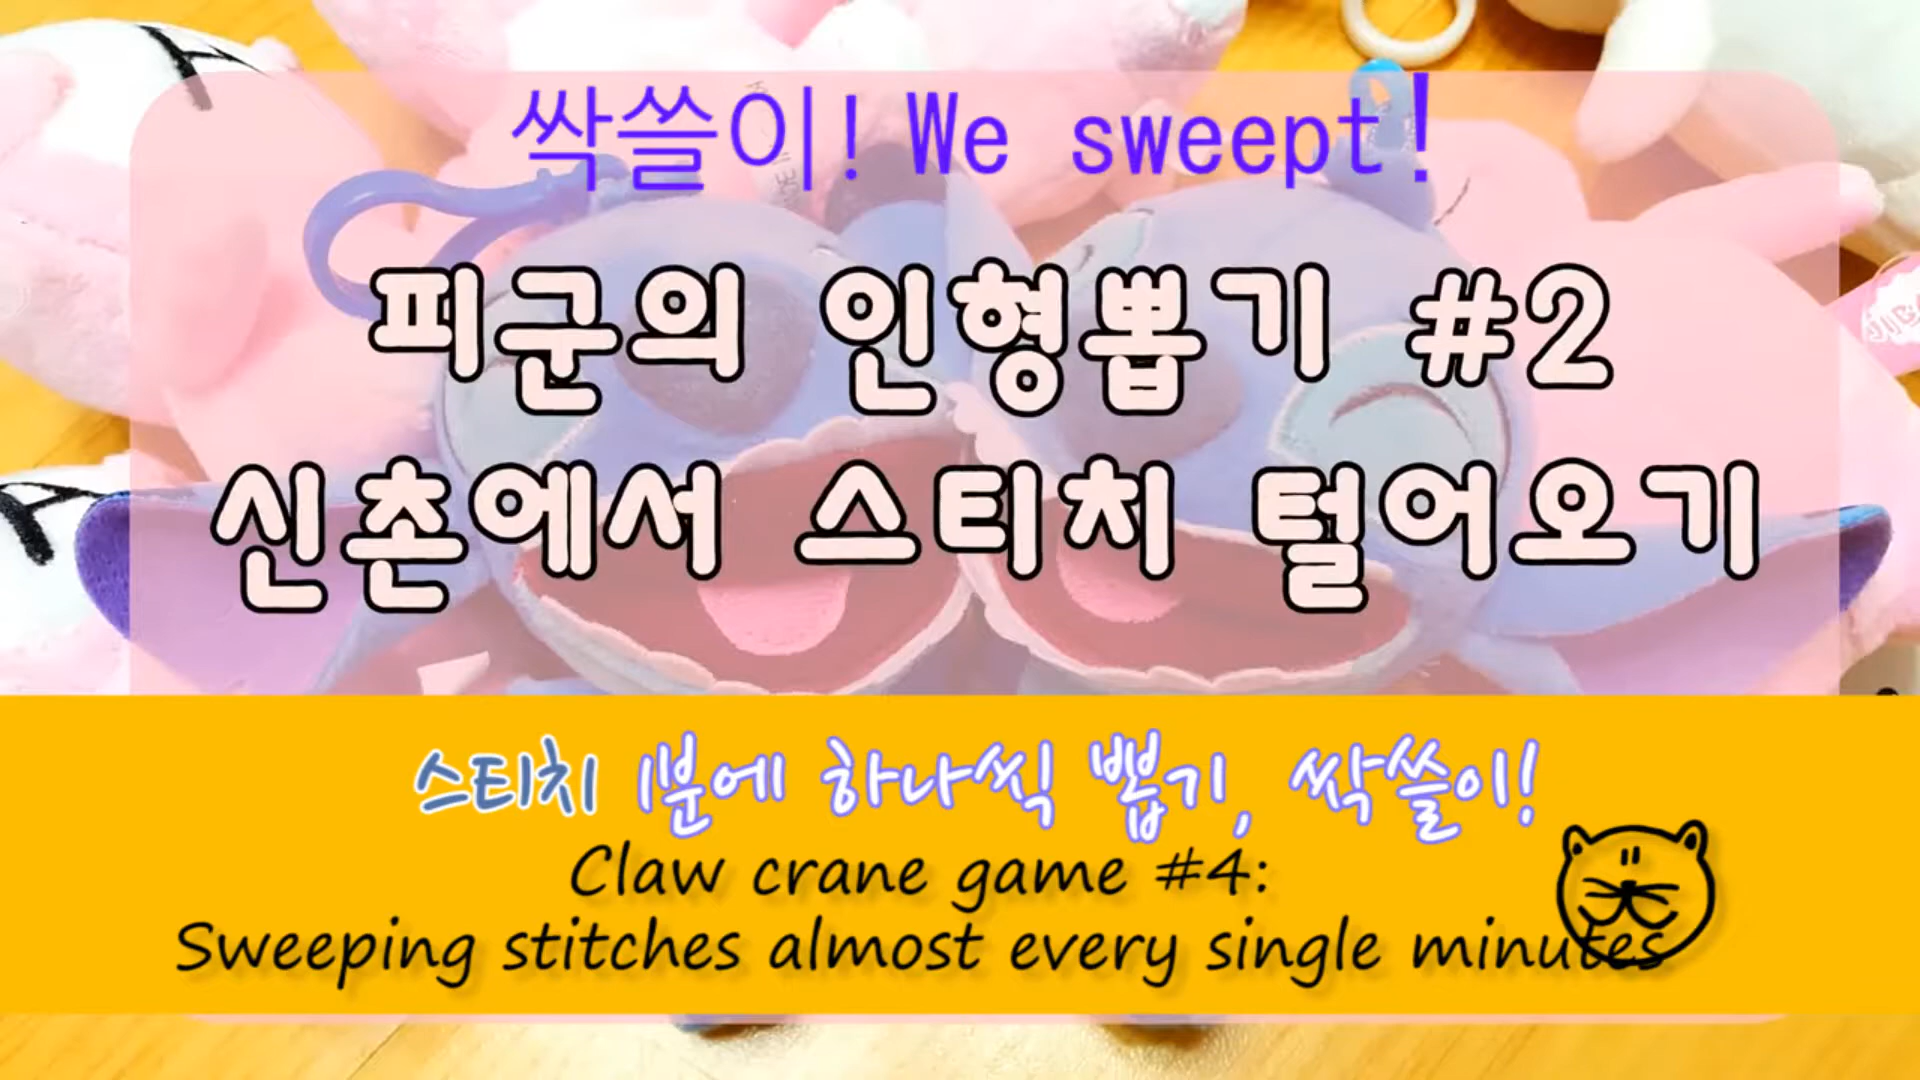 싹쓸이! We sweept!
피군의 인형뽑기 #2
신촌에서 스티치 털어오기
스티치 1분에 하나씩 뽑기, 싹쓸이!
Claw crane game #4:
Sweeping stitches almost every single minutes